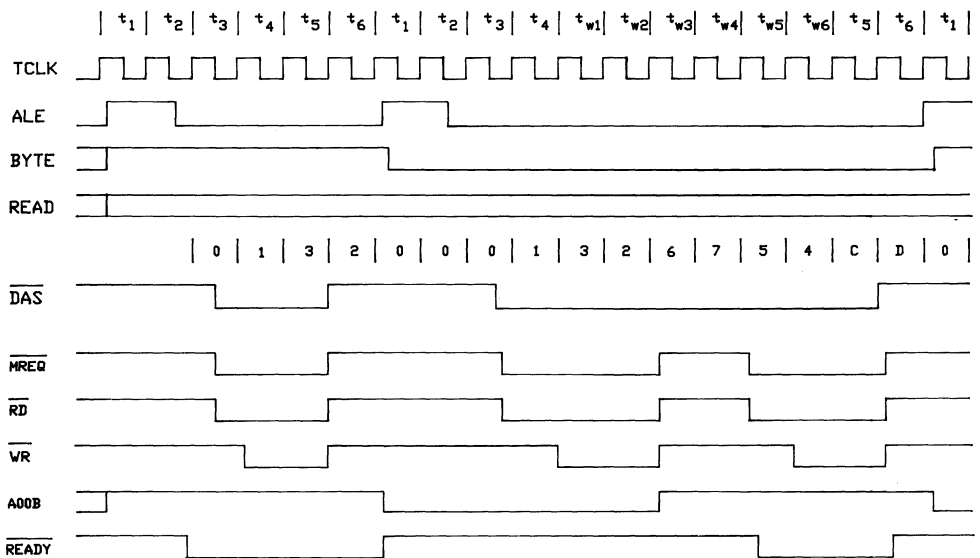 t1 t2 t3 t4 t5 t6 t1 t2 t3 t4 tw1 tw2 tw3 tw4 tw5 tw6 t5 t6 t1
TCLK
ALE
BYTE
READ
0 1 3 2 0 0 0 1 3 2 6 7 5 4 C D 0
DAS
MREQ
RD
WR
A00B
READY